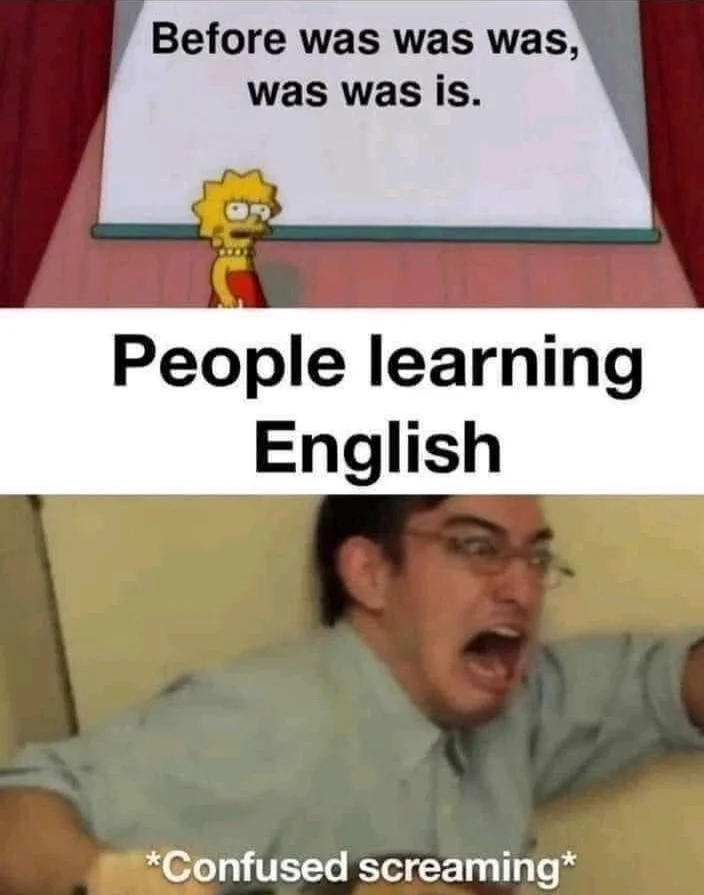 Before was was was,
was was is.
People learning
English
*Confused screaming*